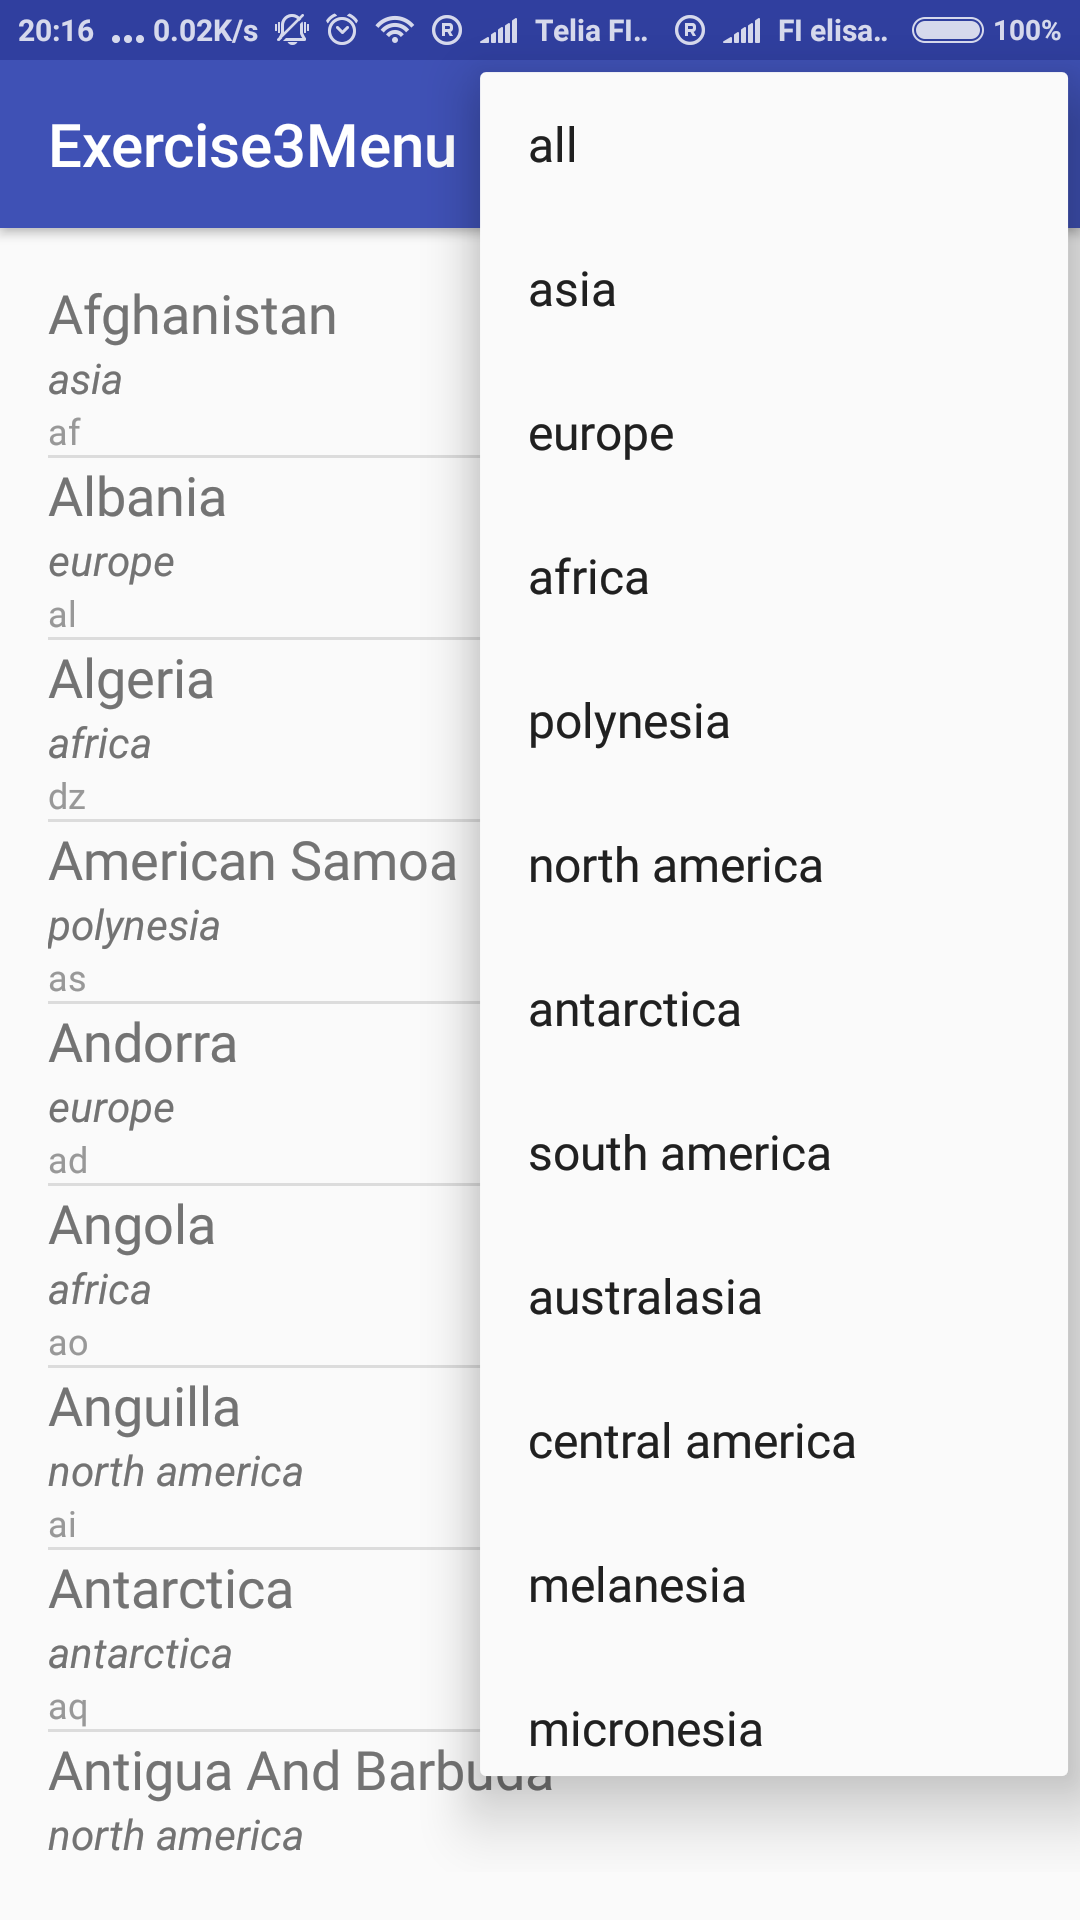 20:16 ... 0.02K/s R Telia FI.. R FI elisa.. 100%
Exercise3Menu
Afghanistan
asia
af
Albania
europe
al
Algeria
africa
dz
American Samoa
polynesia
as
Andorra
europe
ad
Angola
africa
ao
Anguilla
north america
ai
Antarctica
antarctica
aq
Antigua And Barbuda
north america
all
asia
europe
africa
polynesia
north america
antarctica
south america
australasia
central america
melanesia
micronesia